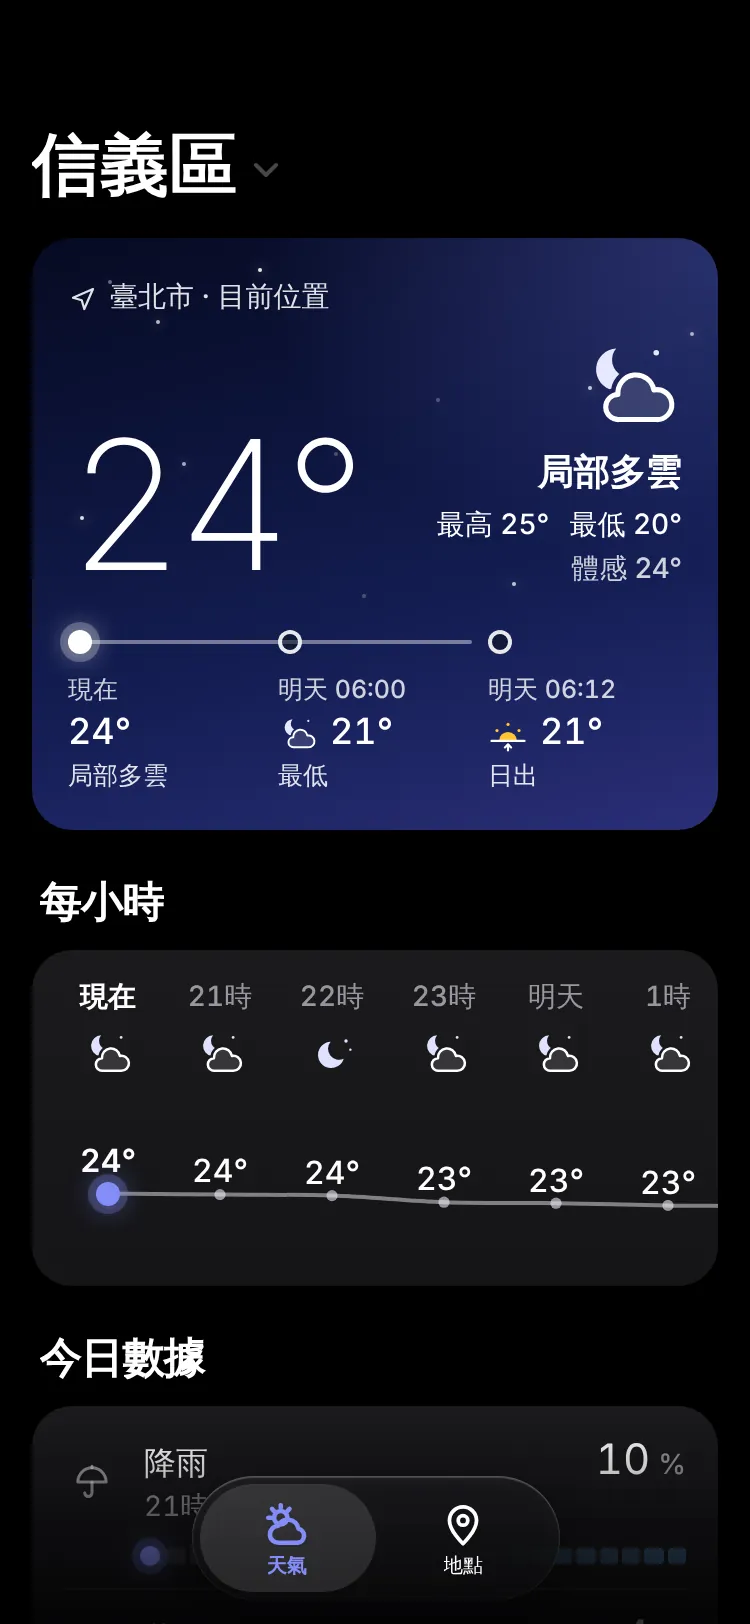 信義區
臺北市 · 目前位置
24°
局部多雲
最高 25° 最低 20°
體感 24°
現在 明天 06:00 明天 06:12
24° 21° 21°
局部多雲 最低 日出
每小時
現在 21時 22時 23時 明天 1時
24° 24° 24° 23° 23° 23°
今日數據
降雨 10 %
21時
天氣 地點